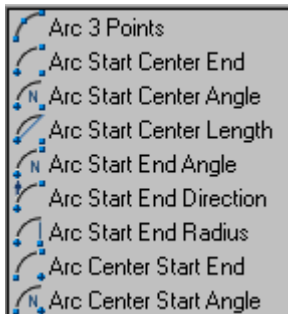 Arc 3 Points
Arc Start Center End
N Arc Start Center Angle
Arc Start Center Length
N Arc Start End Angle
Arc Start End Direction
Arc Start End Radius
Arc Center Start End
N Arc Center Start Angle